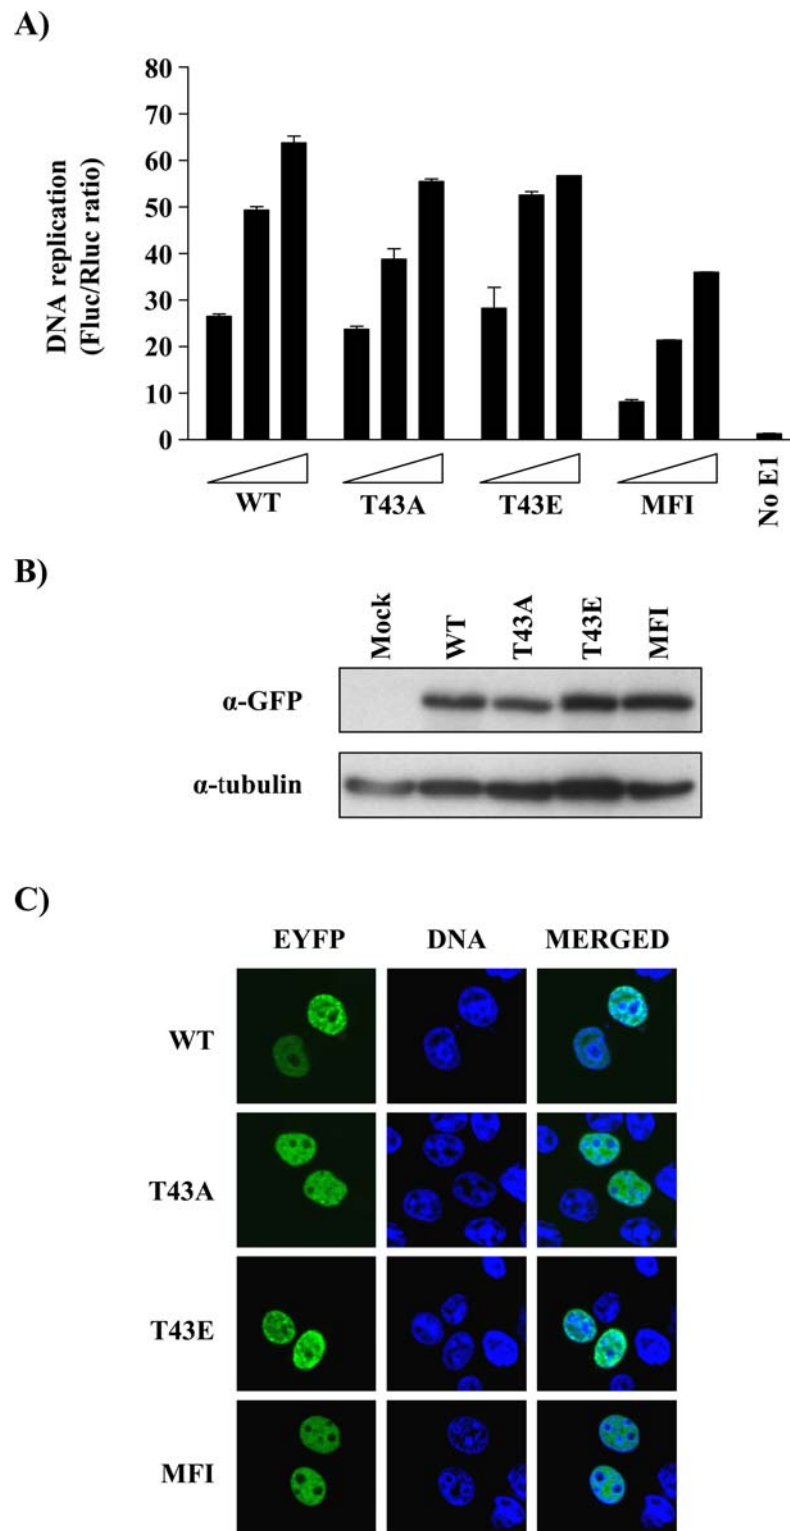 A)
DNA replication
(Fluc/Rluc ratio)
80
70
60
50
40
30
20
10
0
WT
T43A
T43E
MFI
No E1
B)
Mock
WT
T43A
T43E
MFI
α-GFP
α-tubulin
C)
EYFP DNA MERGED
WT
T43A
T43E
MFI